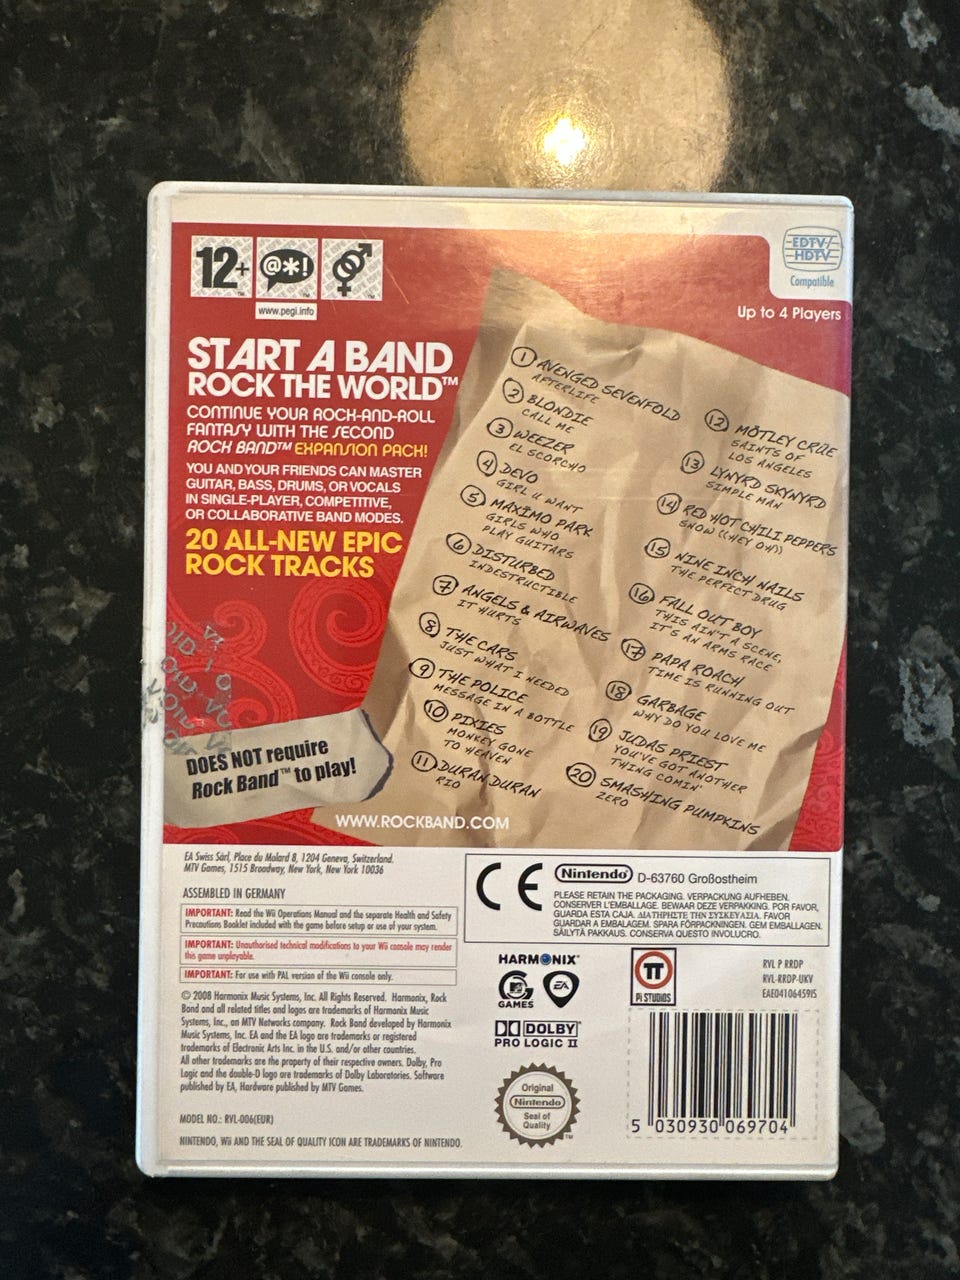 12+
@*!
www.pegi.info
EDTV/
HDTV
Compatible
Up to 4 Players
START A BAND
ROCK THE WORLD™
CONTINUE YOUR ROCK-AND-ROLL
FANTASY WITH THE SECOND
ROCK BAND™ EXPANSION PACK!
YOU AND YOUR FRIENDS CAN MASTER
GUITAR, BASS, DRUMS, OR VOCALS
IN SINGLE-PLAYER, COMPETITIVE,
OR COLLABORATIVE BAND MODES.
20 ALL-NEW EPIC
ROCK TRACKS
1 AVENGED SEVENFOLD
AFTERLIFE
2 BLONDIE
CALL ME
3 WEEZER
EL SCORCHO
4 DEVO
GIRL U WANT
5 MAXÏMO PARK
GIRLS WHO
PLAY GUITARS
6 DISTURBED
INDESTRUCTIBLE
7 ANGELS & AIRWAVES
IT HURTS
8 THE CARS
JUST WHAT I NEEDED
9 THE POLICE
MESSAGE IN A BOTTLE
10 PIXIES
MONKEY GONE
TO HEAVEN
11 DURAN DURAN
RIO
12 MÖTLEY CRÜE
SAINTS OF
LOS ANGELES
13 LYNYRD SKYNYRD
SIMPLE MAN
14 RED HOT CHILI PEPPERS
SNOW ((HEY OH))
15 NINE INCH NAILS
THE PERFECT DRUG
16 FALL OUT BOY
THIS AIN'T A SCENE,
IT'S AN ARMS RACE
17 PAPA ROACH
TIME IS RUNNING OUT
18 GARBAGE
WHY DO YOU LOVE ME
19 JUDAS PRIEST
YOU'VE GOT ANOTHER
THING COMIN'
20 SMASHING PUMPKINS
ZERO
DOES NOT require
Rock Band™ to play!
WWW.ROCKBAND.COM
EA Swiss Sàrl, Place du Molard 8, 1204 Geneva, Switzerland.
MTV Games, 1515 Broadway, New York, New York 10036
ASSEMBLED IN GERMANY
IMPORTANT: Read the Wii Operations Manual and the separate Health and Safety
Precautions Booklet included with the game before setup or use of your system.
IMPORTANT: Unauthorised technical modifications to your Wii console may render
this game unplayable.
IMPORTANT: For use with PAL version of the Wii console only.
© 2008 Harmonix Music Systems, Inc. All Rights Reserved. Harmonix, Rock
Band and all related titles and logos are trademarks of Harmonix Music
Systems, Inc., an MTV Networks company. Rock Band developed by Harmonix
Music Systems, Inc. EA and the EA logo are trademarks or registered
trademarks of Electronic Arts Inc. in the U.S. and/or other countries.
All other trademarks are the property of their respective owners. Dolby, Pro
Logic and the double-D logo are trademarks of Dolby Laboratories. Software
published by EA, Hardware published by MTV Games.
MODEL NO.: RVL-006(EUR)
NINTENDO, Wii AND THE SEAL OF QUALITY ICON ARE TRADEMARKS OF NINTENDO.
CE
Nintendo® D-63760 Großostheim
PLEASE RETAIN THE PACKAGING. VERPACKUNG AUFHEBEN.
CONSERVER L'EMBALLAGE. BEWAAR DEZE VERPAKKING. POR FAVOR,
GUARDA ESTA CAJA. ΔΙΑΤΗΡΗΣΤΕ ΤΗΝ ΣΥΣΚΕΥΑΣΙΑ. FAVOR
GUARDAR A EMBALAGEM. SPARA FÖRPACKNINGEN. GEM EMBALLAGEN.
SÄILYTÄ PAKKAUS. CONSERVA QUESTO INVOLUCRO.
HARMONIX®
GAMES
EA
DOLBY
PRO LOGIC II
Original
Nintendo
Seal of
Quality
™
Pi STUDIOS
RVL P RRDP
RVL-RRDP-UKV
EAE04106459IS
5 030930 069704
VOID